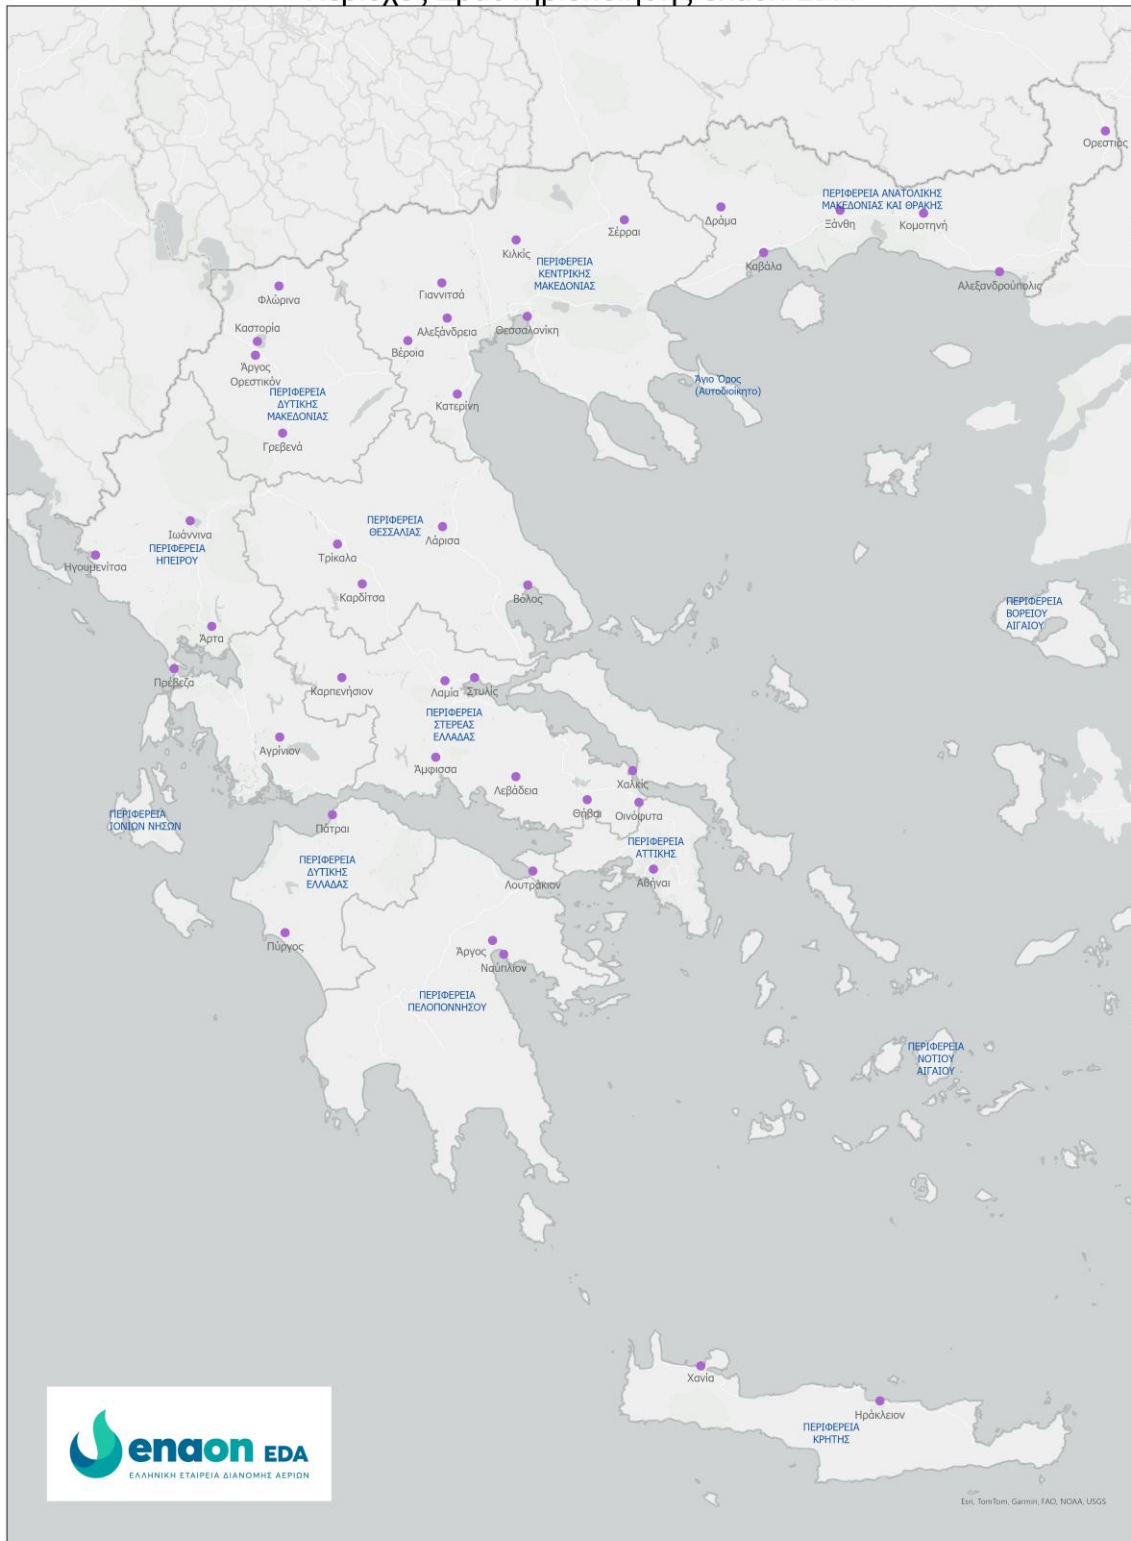 Ορεστιάς
ΠΕΡΙΦΕΡΕΙΑ ΑΝΑΤΟΛΙΚΗΣ
ΜΑΚΕΔΟΝΙΑΣ ΚΑΙ ΘΡΑΚΗΣ
Δράμα
Ξάνθη
Κομοτηνή
Σέρραι
Κιλκίς
Καβάλα
ΠΕΡΙΦΕΡΕΙΑ
ΚΕΝΤΡΙΚΗΣ
ΜΑΚΕΔΟΝΙΑΣ
Αλεξανδρούπολις
Φλώρινα
Γιαννιτσά
Καστορία
Αλεξάνδρεια
Θεσσαλονίκη
Βέροια
Άργος
Ορεστικόν
Άγιο Όρος
(Αυτοδιοίκητο)
ΠΕΡΙΦΕΡΕΙΑ
ΔΥΤΙΚΗΣ
ΜΑΚΕΔΟΝΙΑΣ
Κατερίνη
Γρεβενά
Ιωάννινα
ΠΕΡΙΦΕΡΕΙΑ
ΗΠΕΙΡΟΥ
ΠΕΡΙΦΕΡΕΙΑ
ΘΕΣΣΑΛΙΑΣ
Λάρισα
Τρίκαλα
Ηγουμενίτσα
Καρδίτσα
Βόλος
ΠΕΡΙΦΕΡΕΙΑ
ΒΟΡΕΙΟΥ
ΑΙΓΑΙΟΥ
Άρτα
Πρέβεζα
Καρπενήσιον
Λαμία
Στυλίς
ΠΕΡΙΦΕΡΕΙΑ
ΣΤΕΡΕΑΣ
ΕΛΛΑΔΑΣ
Αγρίνιον
Άμφισσα
Λεβάδεια
Χαλκίς
Θήβαι
Οινόφυτα
ΠΕΡΙΦΕΡΕΙΑ
ΙΟΝΙΩΝ ΝΗΣΩΝ
Πάτραι
ΠΕΡΙΦΕΡΕΙΑ
ΑΤΤΙΚΗΣ
ΠΕΡΙΦΕΡΕΙΑ
ΔΥΤΙΚΗΣ
ΕΛΛΑΔΑΣ
Λουτράκιον
Αθήναι
Πύργος
Άργος
Ναύπλιον
ΠΕΡΙΦΕΡΕΙΑ
ΠΕΛΟΠΟΝΝΗΣΟΥ
ΠΕΡΙΦΕΡΕΙΑ
ΝΟΤΙΟΥ
ΑΙΓΑΙΟΥ
Χανία
Ηράκλειον
ΠΕΡΙΦΕΡΕΙΑ
ΚΡΗΤΗΣ
enaon EDA
ΕΛΛΗΝΙΚΗ ΕΤΑΙΡΕΙΑ ΔΙΑΝΟΜΗΣ ΑΕΡΙΩΝ
Esri, TomTom, Garmin, FAO, NOAA, USGS